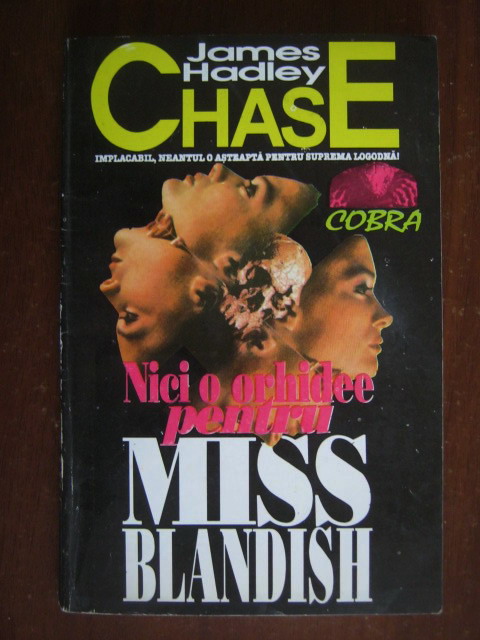 James
Hadley
CHASE
IMPLACABIL, NEANTUL O AȘTEAPTĂ PENTRU SUPREMA LOGODNĂ!
COBRA
Nici o orhidee
pentru
MISS
BLANDISH